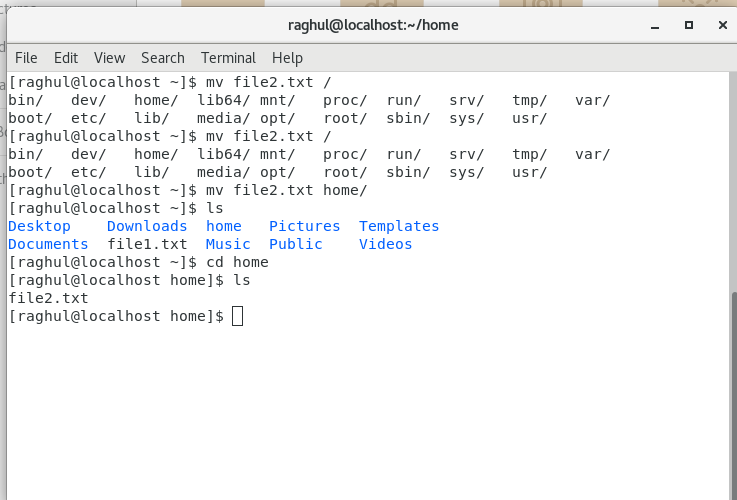 raghul@localhost:~/home
File Edit View Search Terminal Help
[raghul@localhost ~]$ mv file2.txt /
bin/ dev/ home/ lib64/ mnt/ proc/ run/ srv/ tmp/ var/
boot/ etc/ lib/ media/ opt/ root/ sbin/ sys/ usr/
[raghul@localhost ~]$ mv file2.txt /
bin/ dev/ home/ lib64/ mnt/ proc/ run/ srv/ tmp/ var/
boot/ etc/ lib/ media/ opt/ root/ sbin/ sys/ usr/
[raghul@localhost ~]$ mv file2.txt home/
[raghul@localhost ~]$ ls
Desktop Downloads home Pictures Templates
Documents file1.txt Music Public Videos
[raghul@localhost ~]$ cd home
[raghul@localhost home]$ ls
file2.txt
[raghul@localhost home]$